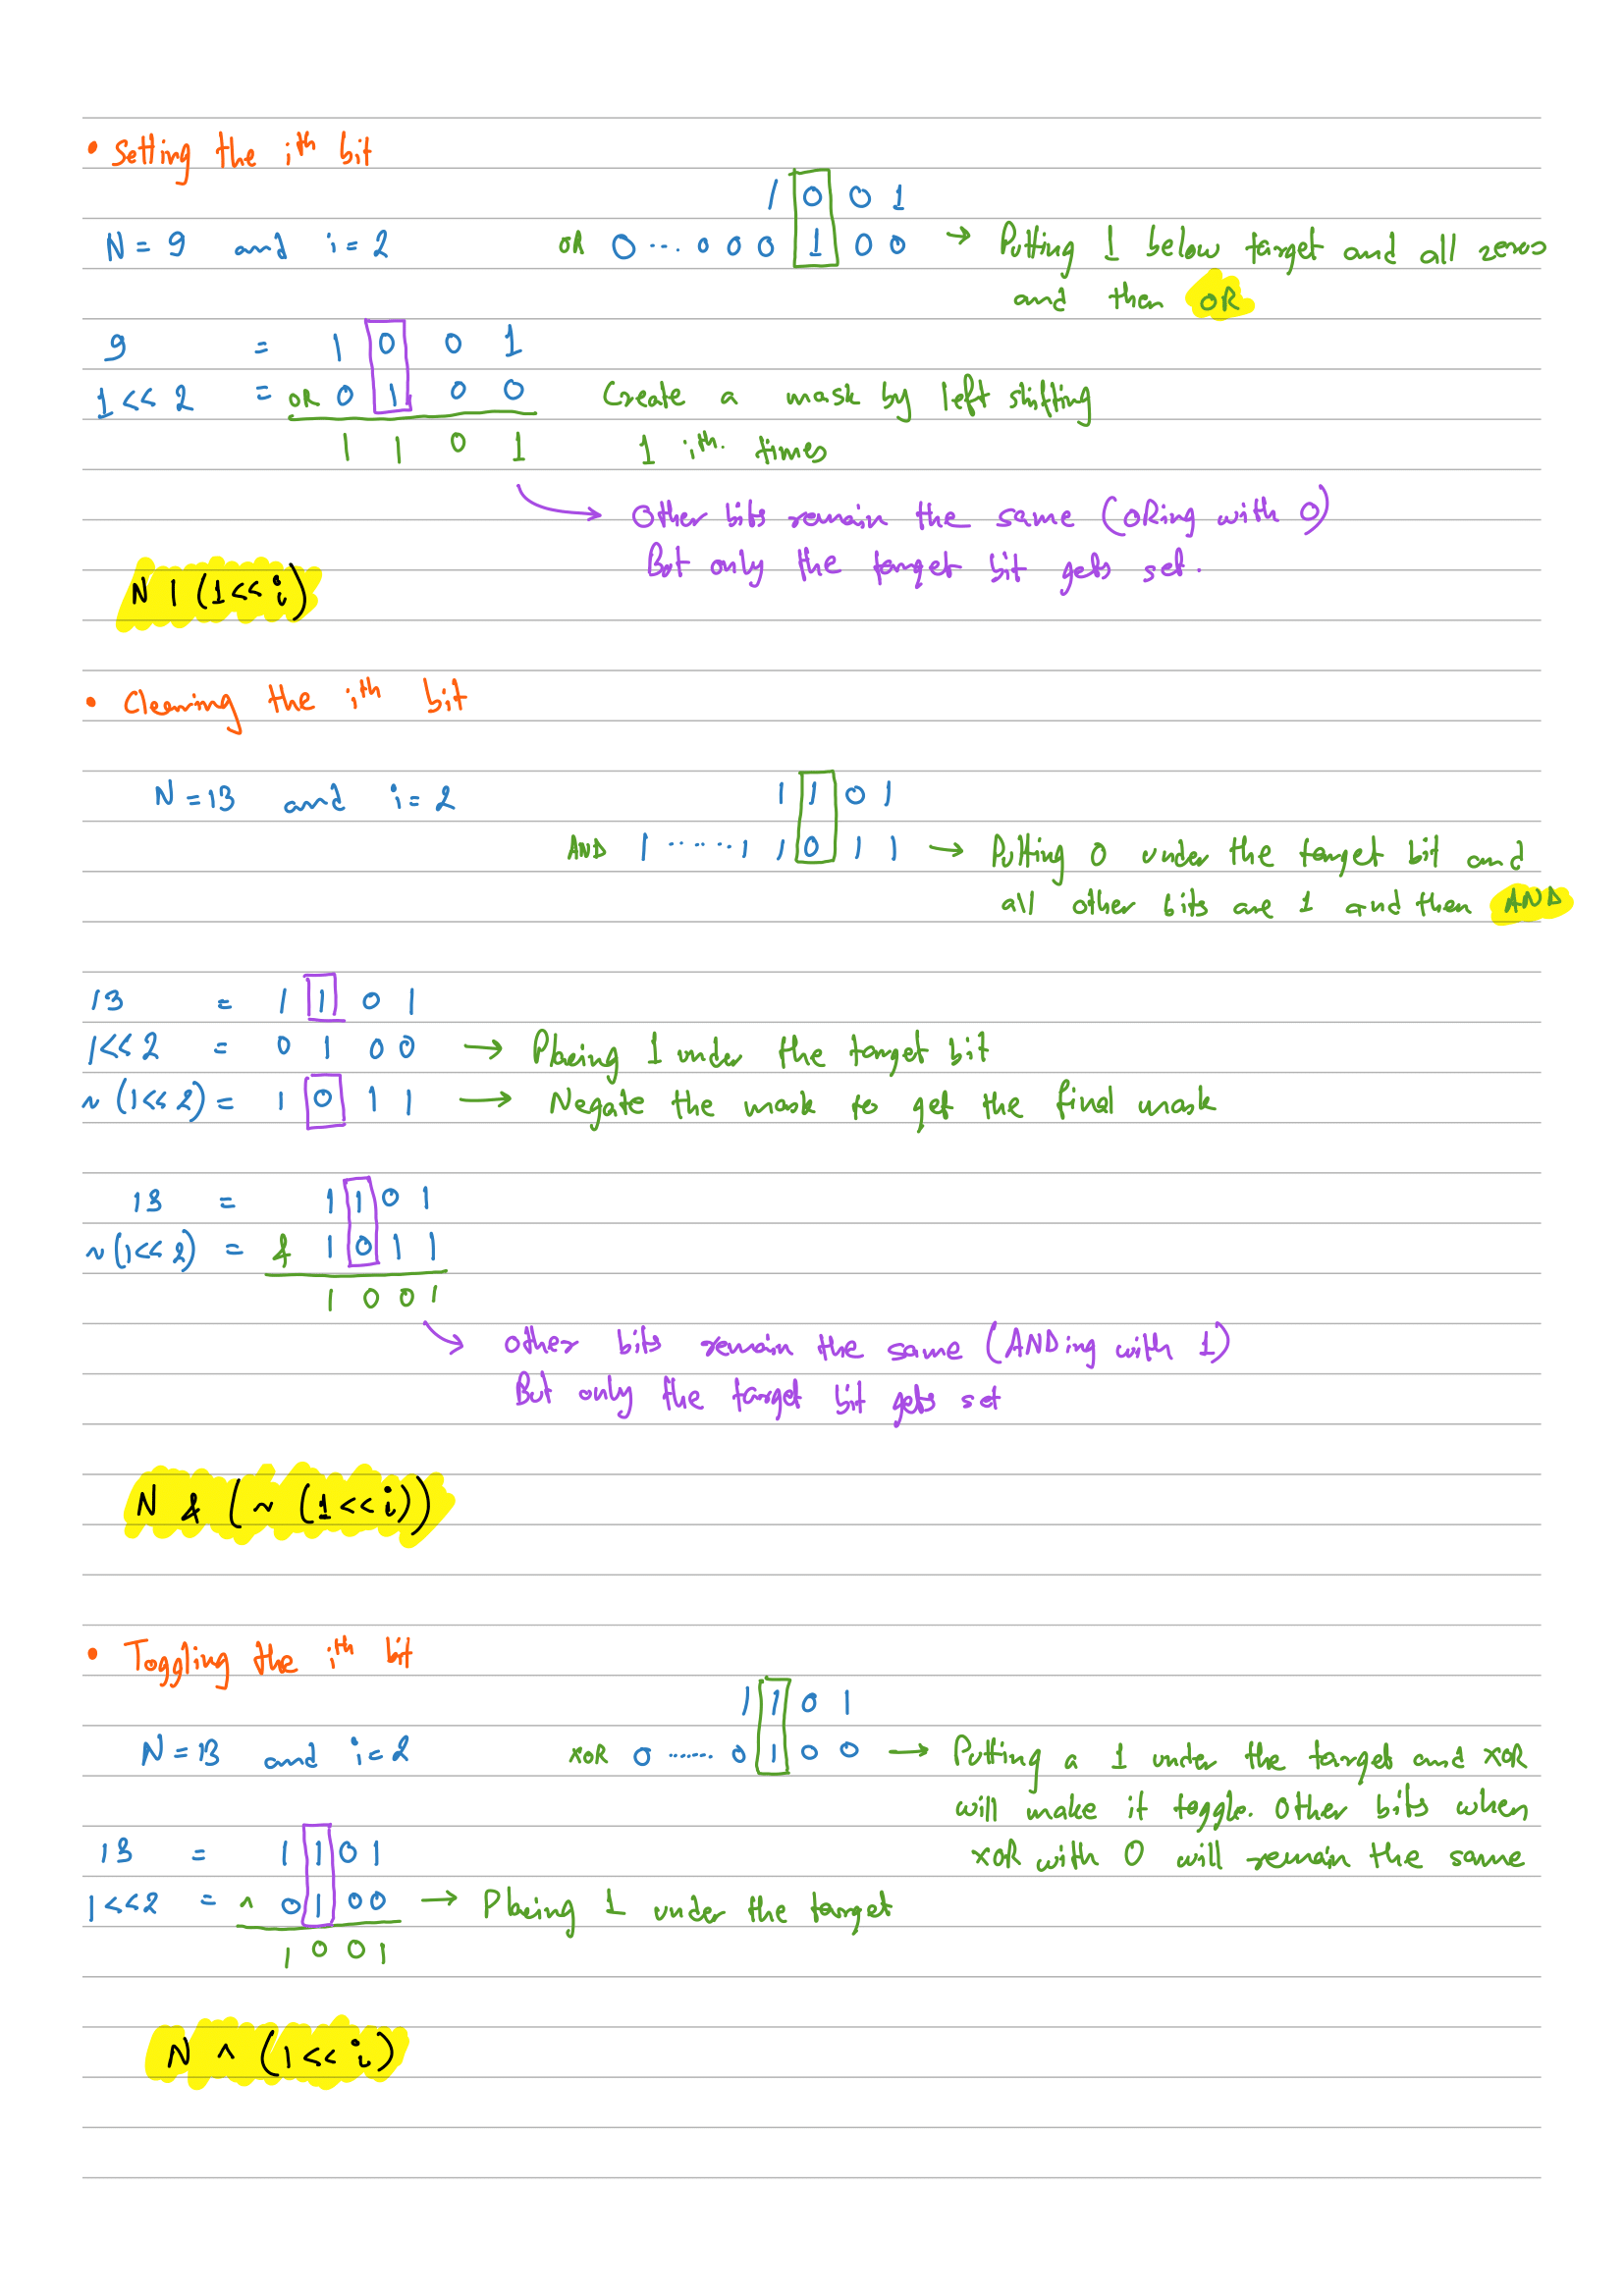 • Setting the ith bit
1 0 0 1
N = 9 and i = 2 OR 0 ... 0 0 0 1 0 0 → Putting 1 below target and all zeros
and then OR
9 = 1 0 0 1
1<<2 = OR 0 1 0 0 Create a mask by left shifting
1 1 0 1 1 ith. times
Other bits remain the same (ORing with 0)
But only the target bit gets set.
N | (1<<i)
• Clearing the ith bit
N = 13 and i = 2 1 1 0 1
AND 1 ...... 1 1 0 1 1 → Putting 0 under the target bit and
all other bits are 1 and then AND
13 = 1 1 0 1
1<<2 = 0 1 0 0 → Placing 1 under the target bit
~(1<<2) = 1 0 1 1 → Negate the mask to get the final mask
13 = 1 1 0 1
~(1<<2) = & 1 0 1 1
1 0 0 1
other bits remain the same (ANDing with 1)
But only the target bit gets set
N & (~(1<<i))
• Toggling the ith bit
1 1 0 1
N = 13 and i = 2 XOR 0 ...... 0 1 0 0 → Putting a 1 under the target and XOR
will make it toggle. Other bits when
13 = 1 1 0 1 XOR with 0 will remain the same
1<<2 = ^ 0 1 0 0 → Placing 1 under the target
1 0 0 1
N ^ (1<<i)